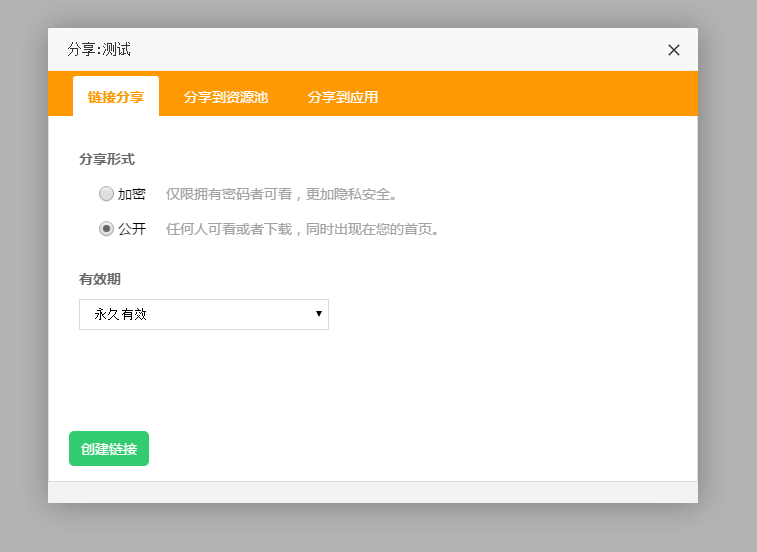 分享:测试
链接分享 分享到资源池 分享到应用
分享形式
加密 仅限拥有密码者可看，更加隐私安全。
公开 任何人可看或者下载，同时出现在您的首页。
有效期
永久有效
创建链接